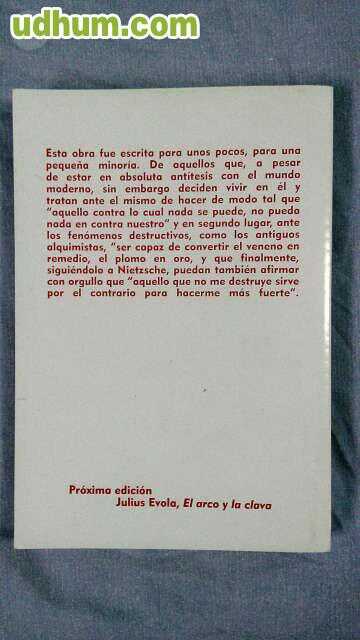 udhum.com
Esta obra fue escrita para unos pocos, para una
pequeña minoría. De aquellos que, a pesar
de estar en absoluta antítesis con el mundo
moderno, sin embargo deciden vivir en él y
tratan ante el mismo de hacer de modo tal que
"aquello contra lo cual nada se puede, no pueda
nada en contra nuestro" y en segundo lugar, ante
los fenómenos destructivos, como los antiguos
alquimistas, "ser capaz de convertir el veneno en
remedio, el plomo en oro, y que finalmente,
siguiéndolo a Nietzsche, puedan también afirmar
con orgullo que "aquello que no me destruye sirve
por el contrario para hacerme más fuerte".
Próxima edición
Julius Evola, El arco y la clava